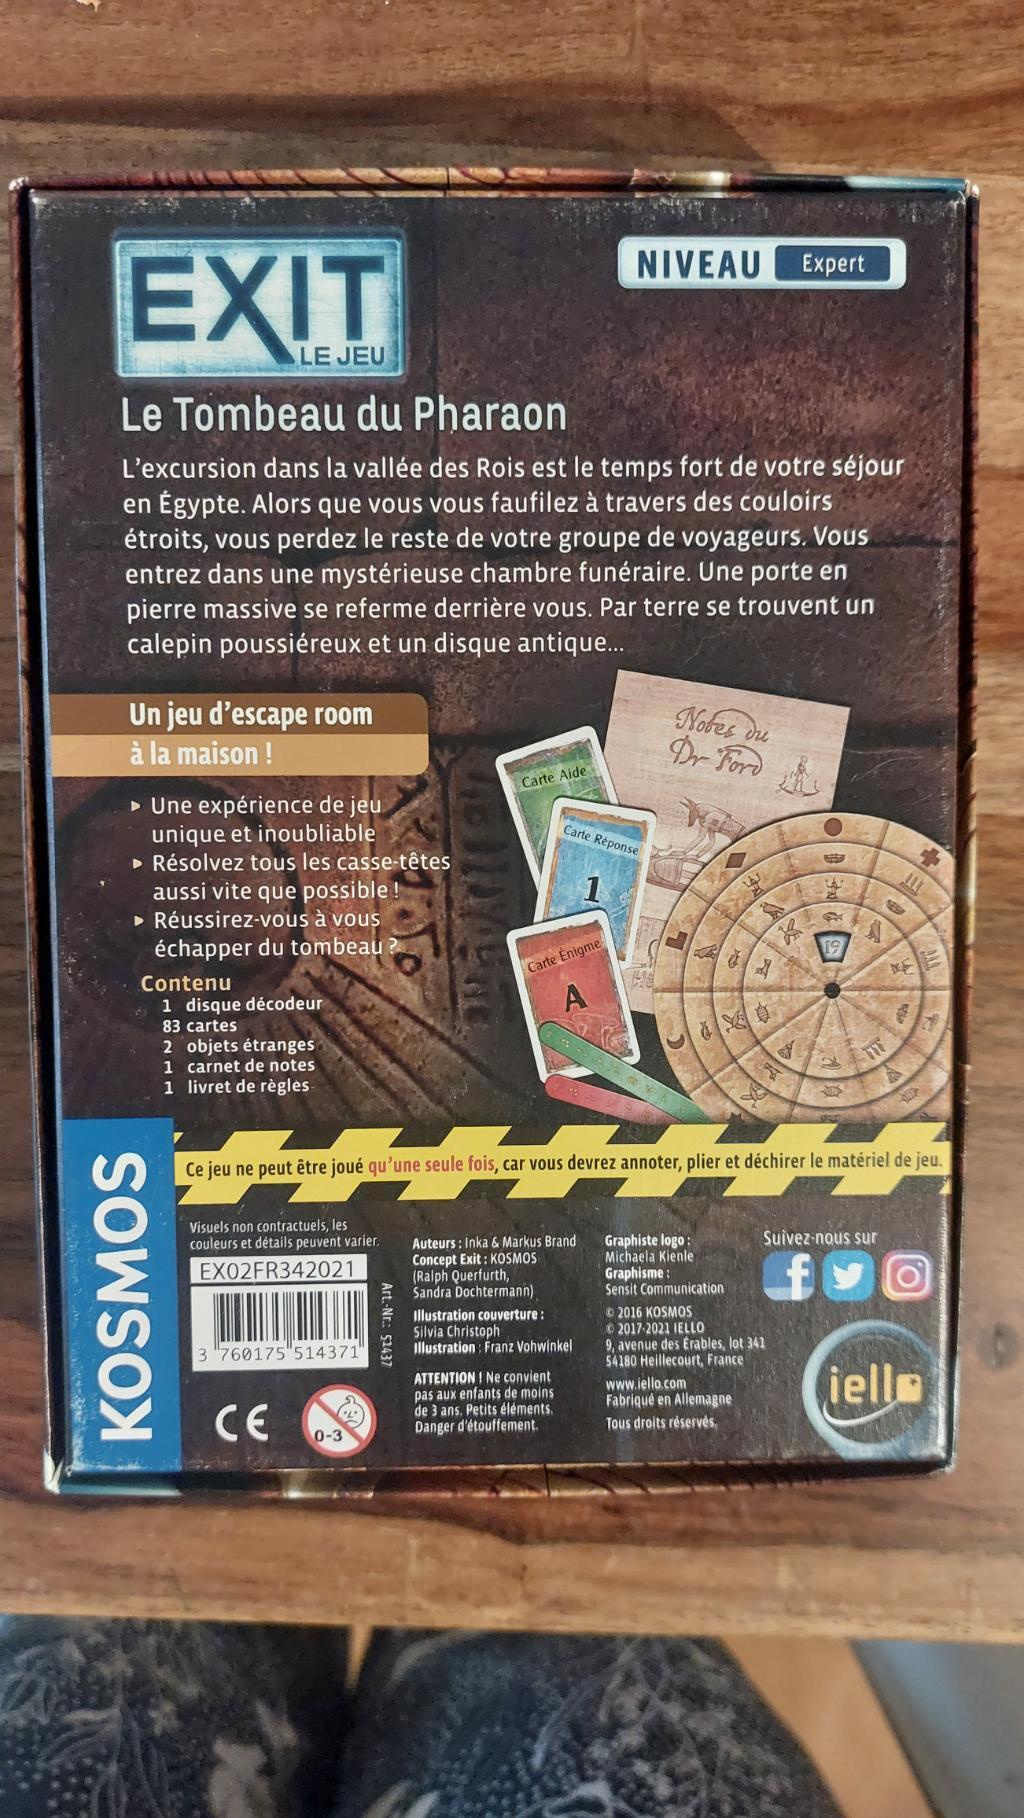 EXIT
LE JEU
NIVEAU Expert
Le Tombeau du Pharaon
L'excursion dans la vallée des Rois est le temps fort de votre séjour
en Égypte. Alors que vous vous faufilez à travers des couloirs
étroits, vous perdez le reste de votre groupe de voyageurs. Vous
entrez dans une mystérieuse chambre funéraire. Une porte en
pierre massive se referme derrière vous. Par terre se trouvent un
calepin poussiéreux et un disque antique...
Un jeu d'escape room
à la maison !
Une expérience de jeu
unique et inoubliable
Résolvez tous les casse-têtes
aussi vite que possible !
Réussirez-vous à vous
échapper du tombeau ?
Contenu
1 disque décodeur
83 cartes
2 objets étranges
1 carnet de notes
1 livret de règles
Notes du
Dr Ford
Carte Aide
Carte Réponse
1
Carte Énigme
A
19
Ce jeu ne peut être joué qu'une seule fois, car vous devrez annoter, plier et déchirer le matériel de jeu.
KOSMOS
Visuels non contractuels, les
couleurs et détails peuvent varier.
EX02FR342021
3 760175 514371
Art.-Nr.: 51437
CE
0-3
Auteurs : Inka & Markus Brand
Concept Exit : KOSMOS
(Ralph Querfurth,
Sandra Dochtermann)
Illustration couverture :
Silvia Christoph
Illustration : Franz Vohwinkel
ATTENTION ! Ne convient
pas aux enfants de moins
de 3 ans. Petits éléments.
Danger d'étouffement.
Graphiste logo :
Michaela Kienle
Graphisme :
Sensit Communication
© 2016 KOSMOS
© 2017-2021 IELLO
9, avenue des Érables, lot 341
54180 Heillecourt, France
www.iello.com
Fabriqué en Allemagne
Tous droits réservés.
Suivez-nous sur
iello